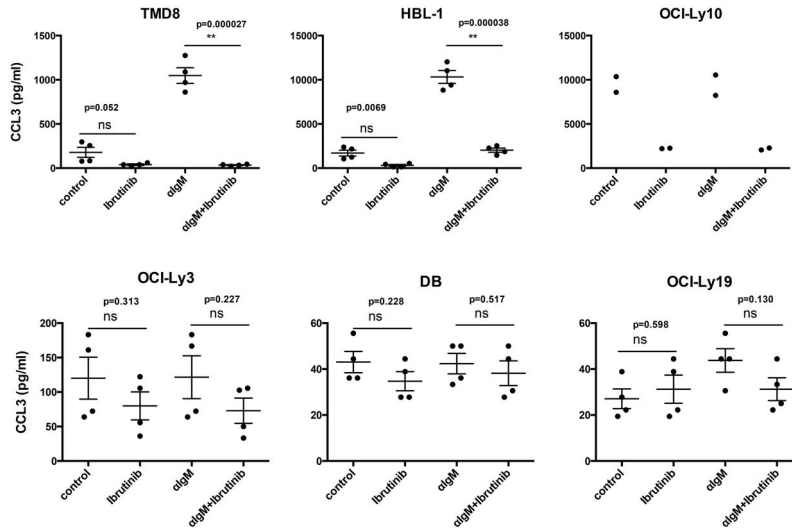 TMD8
p=0.000027
**
p=0.052
ns
CCL3 (pg/ml)
1500
1000
500
0
control
Ibrutinib
αIgM
αIgM+Ibrutinib
HBL-1
p=0.000038
**
p=0.0069
ns
15000
10000
5000
0
control
Ibrutinib
αIgM
αIgM+Ibrutinib
OCI-Ly10
15000
10000
5000
0
control
Ibrutinib
αIgM
αIgM+Ibrutinib
OCI-Ly3
p=0.313
ns
p=0.227
ns
CCL3 (pg/ml)
200
150
100
50
0
control
Ibrutinib
αIgM
αIgM+Ibrutinib
DB
p=0.228
ns
p=0.517
ns
60
40
20
0
control
Ibrutinib
αIgM
αIgM+Ibrutinib
OCI-Ly19
p=0.130
ns
p=0.598
ns
60
40
20
0
control
Ibrutinib
αIgM
αIgM+Ibrutinib